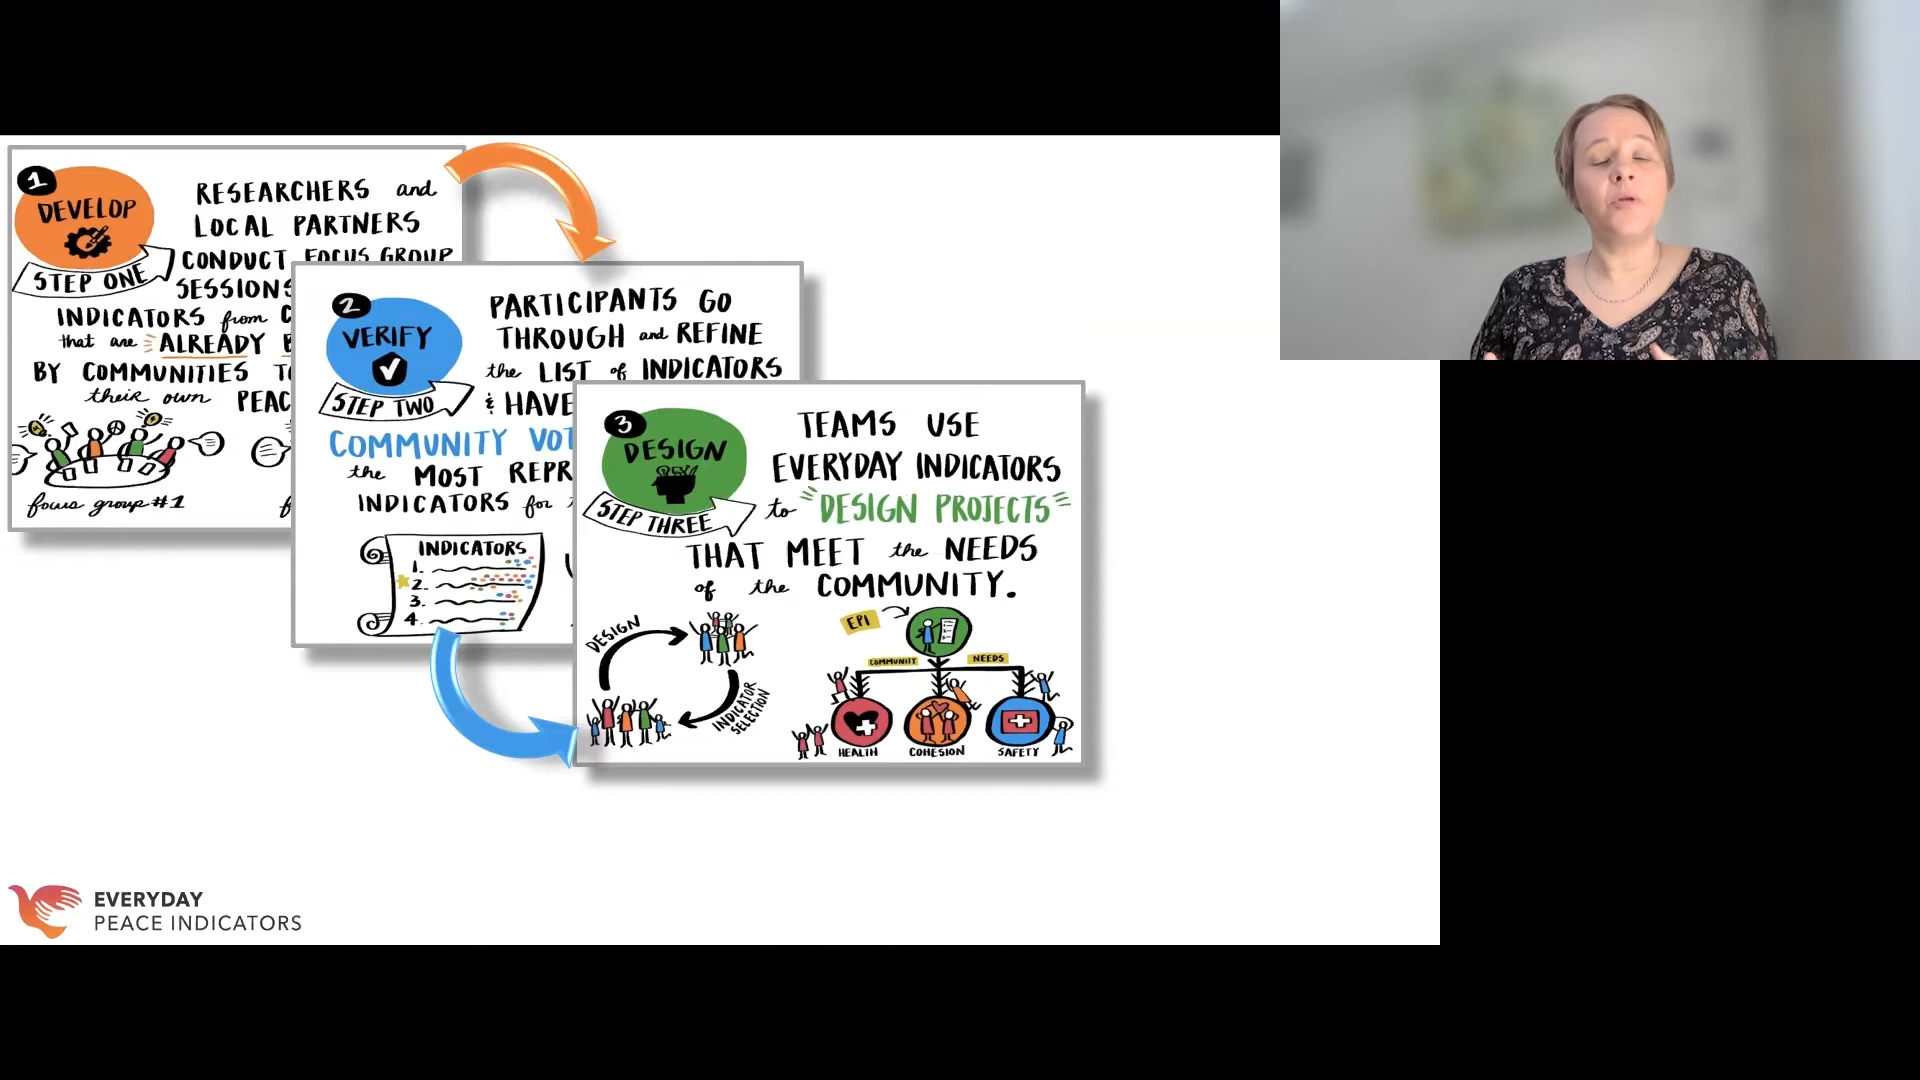 1
DEVELOP
STEP ONE
RESEARCHERS and
LOCAL PARTNERS
CONDUCT FOCUS GROUP
SESSIONS
INDICATORS from
that are ALREADY
BY COMMUNITIES
their own
focus group #1
2
VERIFY
STEP TWO
PARTICIPANTS GO
THROUGH and REFINE
the LIST of INDICATORS
& HAVE
COMMUNITY
the MOST
INDICATORS for
INDICATORS
1.
2.
3.
4.
3
DESIGN
STEP THREE
TEAMS USE
EVERYDAY INDICATORS
to DESIGN PROJECTS
THAT MEET the NEEDS
of the COMMUNITY.
DESIGN
INDICATOR
SELECTION
EPI
COMMUNITY NEEDS
HEALTH COHESION SAFETY
EVERYDAY
PEACE INDICATORS